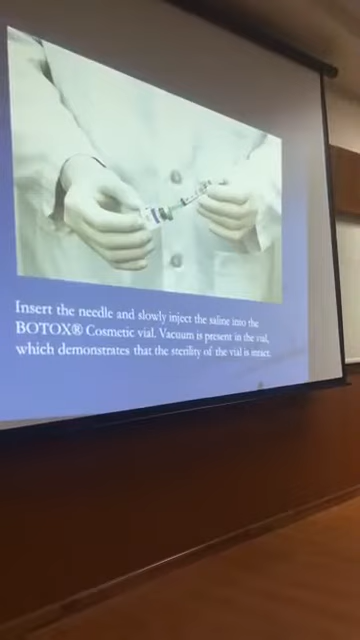 Insert the needle and slowly inject the saline into the
BOTOX® Cosmetic vial. Vacuum is present in the vial,
which demonstrates that the sterility of the vial is intact.